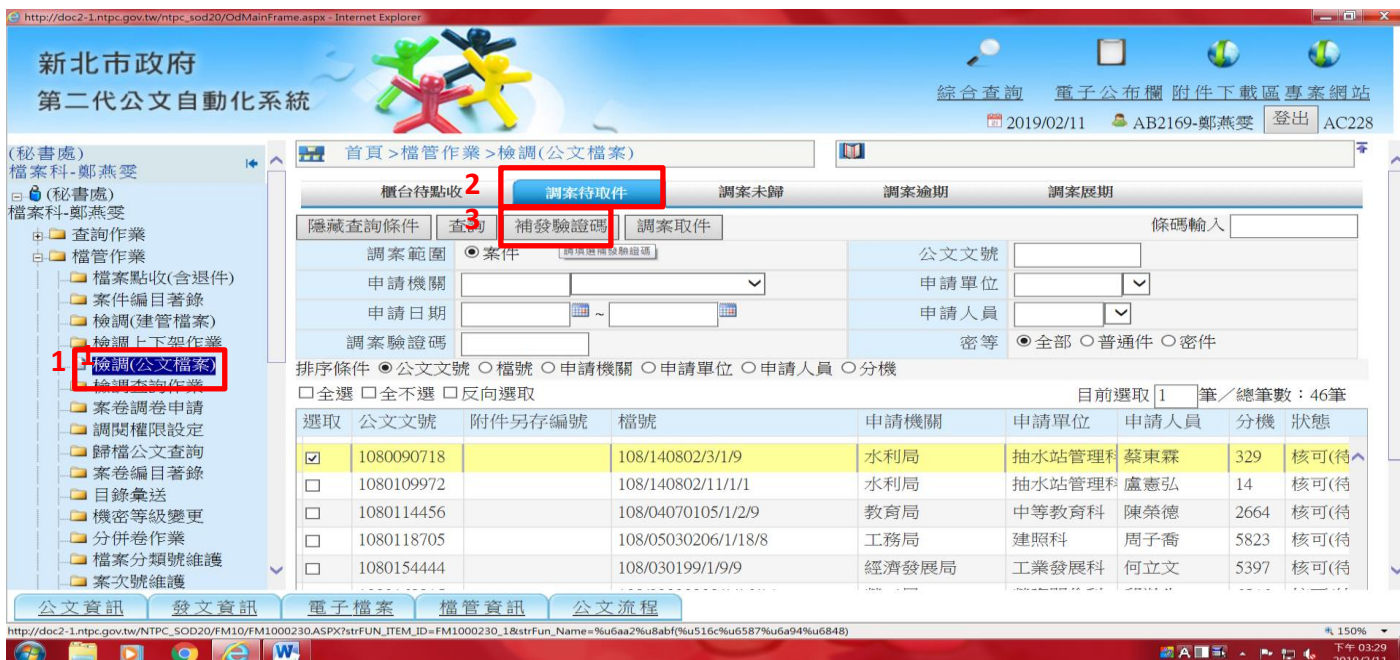 http://doc2-1.ntpc.gov.tw/ntpc_sod20/OdMainFrame.aspx - Internet Explorer
新北市政府
第二代公文自動化系統
綜合查詢 電子公布欄 附件下載區 專案網站
2019/02/11 AB2169-鄭燕雯 登出 AC228
(秘書處)
檔案科-鄭燕雯
(秘書處)
檔案科-鄭燕雯
查詢作業
檔管作業
檔案點收(含退件)
案件編目著錄
檢調(建管檔案)
檢調上下架作業
1 檢調(公文檔案)
檢調查詢作業
案卷調卷申請
調閱權限設定
歸檔公文查詢
案卷編目著錄
目錄彙送
機密等級變更
分併卷作業
檔案分類號維護
案次號維護
首頁>檔管作業>檢調(公文檔案)
櫃台待點收 2 調案待取件 調案未歸 調案逾期 調案展期
隱藏查詢條件 查詢 3 補發驗證碼 調案取件 條碼輸入
調案範圍 案件 請填選補發驗證碼 公文文號
申請機關 申請單位
申請日期 ~ 申請人員
調案驗證碼 密等 全部 普通件 密件
排序條件 公文文號 檔號 申請機關 申請單位 申請人員 分機
全選 全不選 反向選取 目前選取 1 筆/總筆數：46筆
選取 公文文號 附件另存編號 檔號 申請機關 申請單位 申請人員 分機 狀態
1080090718 108/140802/3/1/9 水利局 抽水站管理科 蔡東霖 329 核可(待
1080109972 108/140802/11/1/1 水利局 抽水站管理科 盧憲弘 14 核可(待
1080114456 108/04070105/1/2/9 教育局 中等教育科 陳榮德 2664 核可(待
1080118705 108/05030206/1/18/8 工務局 建照科 周子喬 5823 核可(待
1080154444 108/030199/1/9/9 經濟發展局 工業發展科 何立文 5397 核可(待
公文資訊 發文資訊 電子檔案 檔管資訊 公文流程
http://doc2-1.ntpc.gov.tw/NTPC_SOD20/FM10/FM1000230.ASPX?strFUN_ITEM_ID=FM1000230_1&strFun_Name=%u6aa2%u8abf(%u516c%u6587%u6a94%u6848)
150%
下午 03:29
2019/2/11